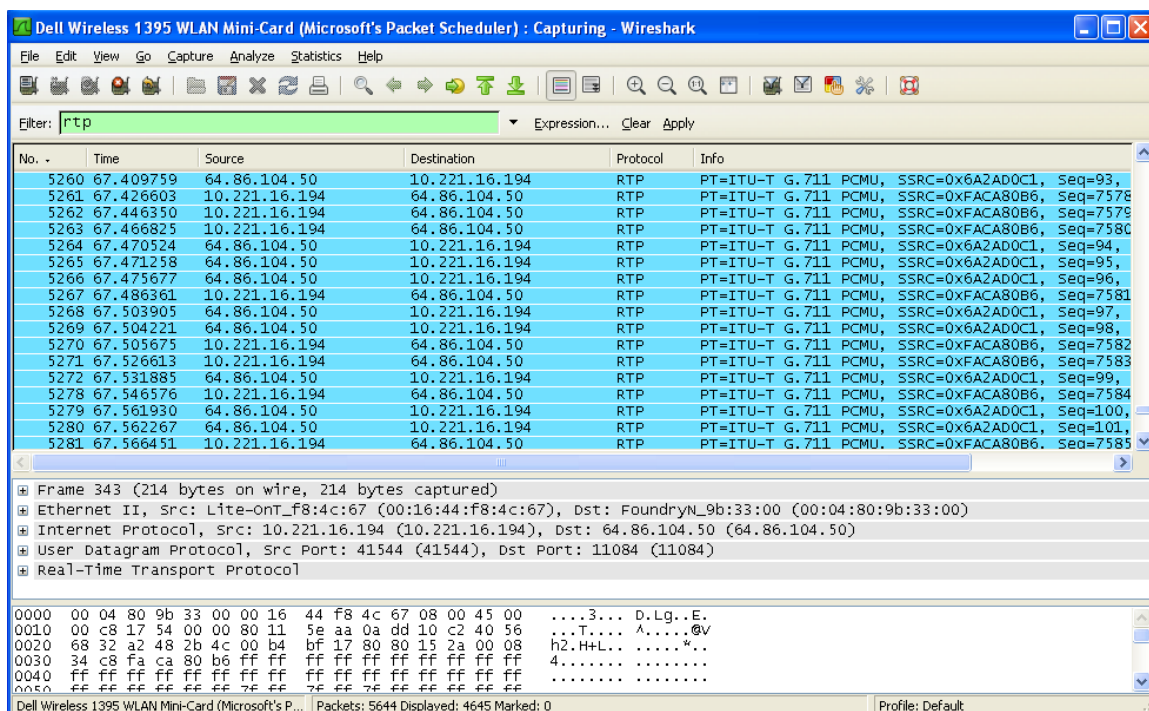 Dell Wireless 1395 WLAN Mini-Card (Microsoft's Packet Scheduler) : Capturing - Wireshark
File Edit View Go Capture Analyze Statistics Help
Filter: rtp Expression... Clear Apply
No. Time Source Destination Protocol Info
5260 67.409759 64.86.104.50 10.221.16.194 RTP PT=ITU-T G.711 PCMU, SSRC=0x6A2AD0C1, Seq=93,
5261 67.426603 10.221.16.194 64.86.104.50 RTP PT=ITU-T G.711 PCMU, SSRC=0xFACA80B6, Seq=7578
5262 67.446350 10.221.16.194 64.86.104.50 RTP PT=ITU-T G.711 PCMU, SSRC=0xFACA80B6, Seq=7579
5263 67.466825 10.221.16.194 64.86.104.50 RTP PT=ITU-T G.711 PCMU, SSRC=0xFACA80B6, Seq=7580
5264 67.470524 64.86.104.50 10.221.16.194 RTP PT=ITU-T G.711 PCMU, SSRC=0x6A2AD0C1, Seq=94,
5265 67.471258 64.86.104.50 10.221.16.194 RTP PT=ITU-T G.711 PCMU, SSRC=0x6A2AD0C1, Seq=95,
5266 67.475677 64.86.104.50 10.221.16.194 RTP PT=ITU-T G.711 PCMU, SSRC=0x6A2AD0C1, Seq=96,
5267 67.486361 10.221.16.194 64.86.104.50 RTP PT=ITU-T G.711 PCMU, SSRC=0xFACA80B6, Seq=7581
5268 67.503905 64.86.104.50 10.221.16.194 RTP PT=ITU-T G.711 PCMU, SSRC=0x6A2AD0C1, Seq=97,
5269 67.504221 64.86.104.50 10.221.16.194 RTP PT=ITU-T G.711 PCMU, SSRC=0x6A2AD0C1, Seq=98,
5270 67.505675 10.221.16.194 64.86.104.50 RTP PT=ITU-T G.711 PCMU, SSRC=0xFACA80B6, Seq=7582
5271 67.526613 10.221.16.194 64.86.104.50 RTP PT=ITU-T G.711 PCMU, SSRC=0xFACA80B6, Seq=7583
5272 67.531885 64.86.104.50 10.221.16.194 RTP PT=ITU-T G.711 PCMU, SSRC=0x6A2AD0C1, Seq=99,
5278 67.546576 10.221.16.194 64.86.104.50 RTP PT=ITU-T G.711 PCMU, SSRC=0xFACA80B6, Seq=7584
5279 67.561930 64.86.104.50 10.221.16.194 RTP PT=ITU-T G.711 PCMU, SSRC=0x6A2AD0C1, Seq=100,
5280 67.562267 64.86.104.50 10.221.16.194 RTP PT=ITU-T G.711 PCMU, SSRC=0x6A2AD0C1, Seq=101,
5281 67.566451 10.221.16.194 64.86.104.50 RTP PT=ITU-T G.711 PCMU, SSRC=0xFACA80B6, Seq=7585
Frame 343 (214 bytes on wire, 214 bytes captured)
Ethernet II, Src: Lite-OnT_f8:4c:67 (00:16:44:f8:4c:67), Dst: FoundryN_9b:33:00 (00:04:80:9b:33:00)
Internet Protocol, Src: 10.221.16.194 (10.221.16.194), Dst: 64.86.104.50 (64.86.104.50)
User Datagram Protocol, Src Port: 41544 (41544), Dst Port: 11084 (11084)
Real-Time Transport Protocol
0000 00 04 80 9b 33 00 00 16 44 f8 4c 67 08 00 45 00 ....3... D.Lg..E.
0010 00 c8 17 54 00 00 80 11 5e aa 0a dd 10 c2 40 56 ...T.... ^.....@V
0020 68 32 a2 48 2b 4c 00 b4 bf 17 80 80 15 2a 00 08 h2.H+L.. .....*..
0030 34 c8 fa ca 80 b6 ff ff ff ff ff ff ff ff ff ff 4....... ........
0040 ff ff ff ff ff ff ff ff ff ff ff ff ff ff ff ff ........ ........
0050 ff ff ff ff ff ff 7f ff 7f ff 7f ff ff ff ff ff
Dell Wireless 1395 WLAN Mini-Card (Microsoft's P... Packets: 5644 Displayed: 4645 Marked: 0 Profile: Default